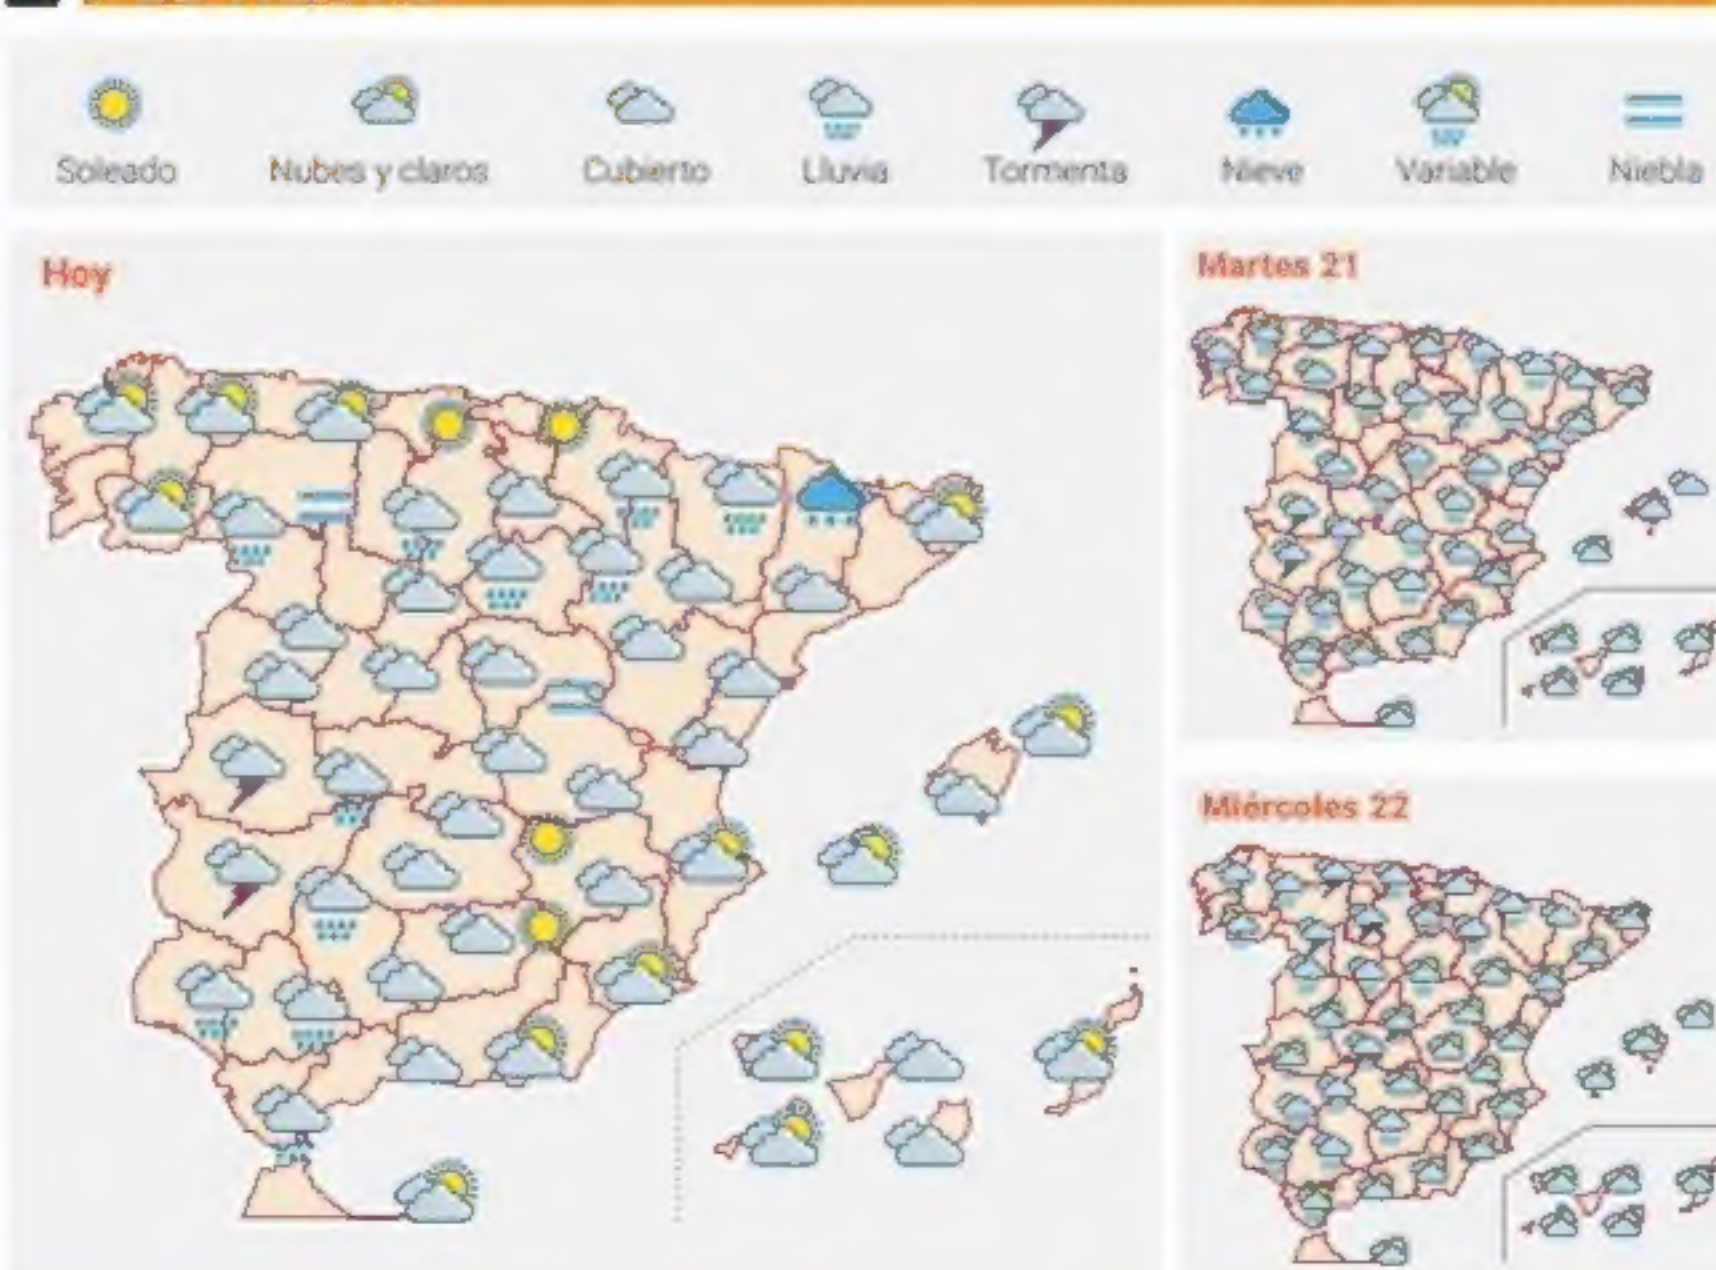 Soleado
Nubes y claros
Cubierto
Lluvia
Tormenta
Nieve
Variable
Niebla
Hoy
Martes 21
Miércoles 22